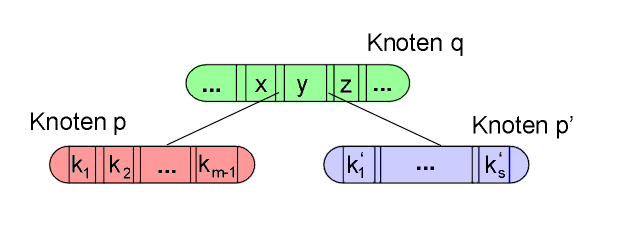 Knoten q
... x y z ...
Knoten p
Knoten p’
k1 k2 ... km-1
k‘1 ... k‘s